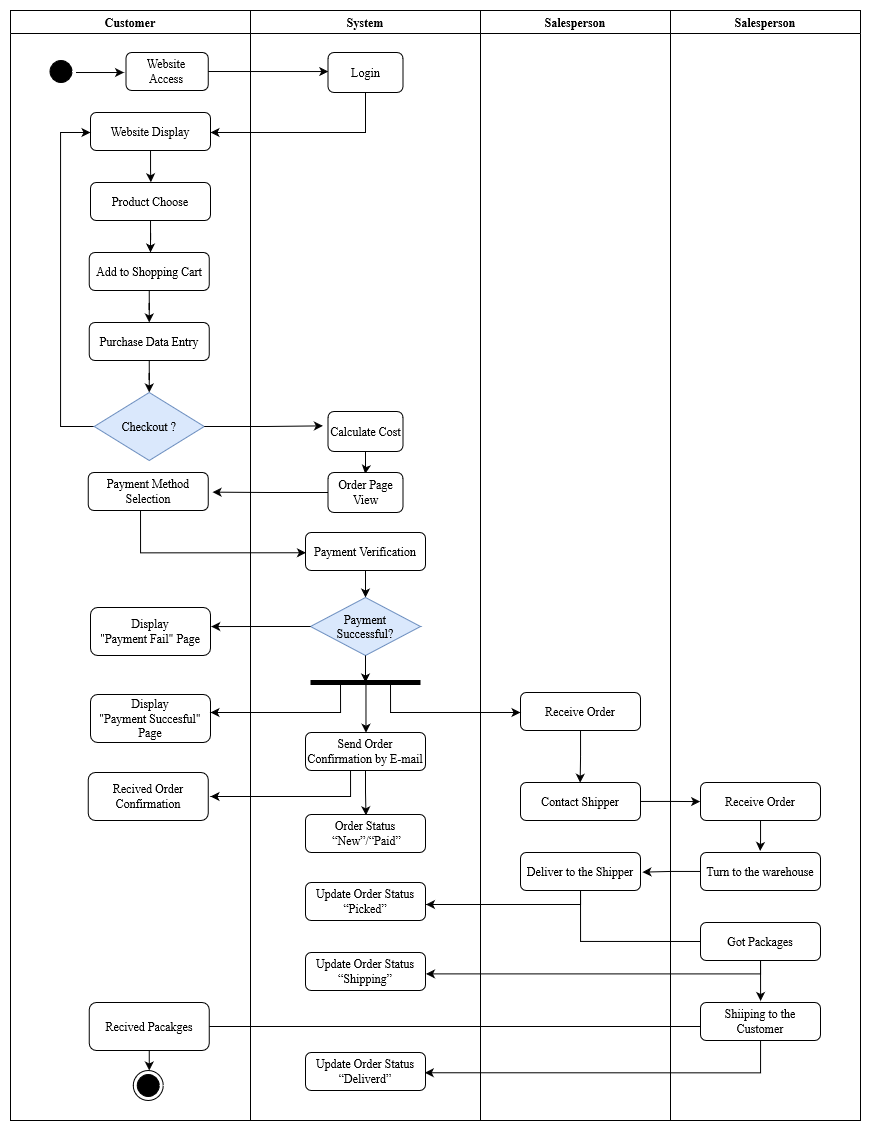 Customer
System
Salesperson
Salesperson
Website
Access
Login
Website Display
Product Choose
Add to Shopping Cart
Purchase Data Entry
Checkout ?
Calculate Cost
Payment Method
Selection
Order Page
View
Payment Verification
Display
"Payment Fail" Page
Payment
Successful?
Display
"Payment Succesful"
Page
Receive Order
Send Order
Confirmation by E-mail
Recived Order
Confirmation
Contact Shipper
Receive Order
Order Status
“New”/“Paid”
Deliver to the Shipper
Turn to the warehouse
Update Order Status
“Picked”
Got Packages
Update Order Status
“Shipping”
Recived Pacakges
Shiiping to the
Customer
Update Order Status
“Deliverd”